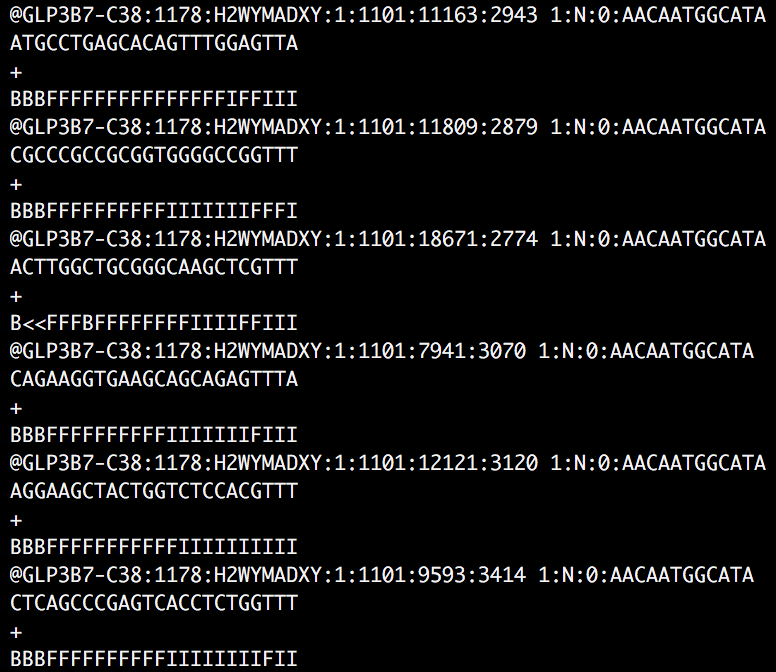 @GLP3B7-C38:1178:H2WYMADXY:1:1101:11163:2943 1:N:0:AACAATGGCATA
ATGCCTGAGCACAGTTTGGAGTTA
+
BBBFFFFFFFFFFFFFFFIFFIII
@GLP3B7-C38:1178:H2WYMADXY:1:1101:11809:2879 1:N:0:AACAATGGCATA
CGCCCGCCGCGGTGGGGCCGGTTT
+
BBBFFFFFFFFFFIIIIIIIFFFI
@GLP3B7-C38:1178:H2WYMADXY:1:1101:18671:2774 1:N:0:AACAATGGCATA
ACTTGGCTGCGGGCAAGCTCGTTT
+
B<<FFFBFFFFFFFFIIIIFFIII
@GLP3B7-C38:1178:H2WYMADXY:1:1101:7941:3070 1:N:0:AACAATGGCATA
CAGAAGGTGAAGCAGCAGAGTTTA
+
BBBFFFFFFFFFFIIIIIIIFIII
@GLP3B7-C38:1178:H2WYMADXY:1:1101:12121:3120 1:N:0:AACAATGGCATA
AGGAAGCTACTGGTCTCCACGTTT
+
BBBFFFFFFFFFFFIIIIIIIIII
@GLP3B7-C38:1178:H2WYMADXY:1:1101:9593:3414 1:N:0:AACAATGGCATA
CTCAGCCCGAGTCACCTCTGGTTT
+
BBBFFFFFFFFFFIIIIIIIIFII